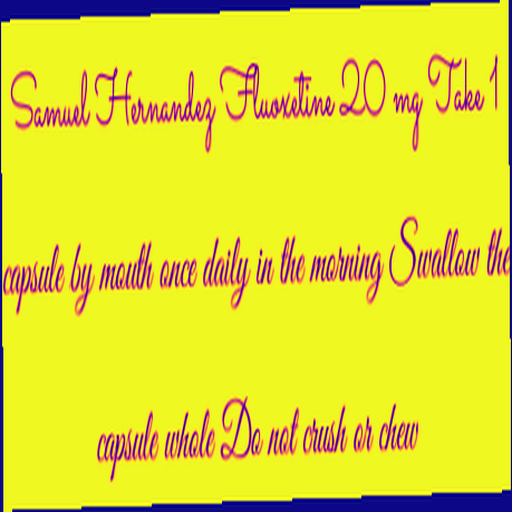 Samuel Hernandez Fluoxetine 20 mg Take 1
capsule by mouth once daily in the morning Swallow the
capsule whole Do not crush or chew